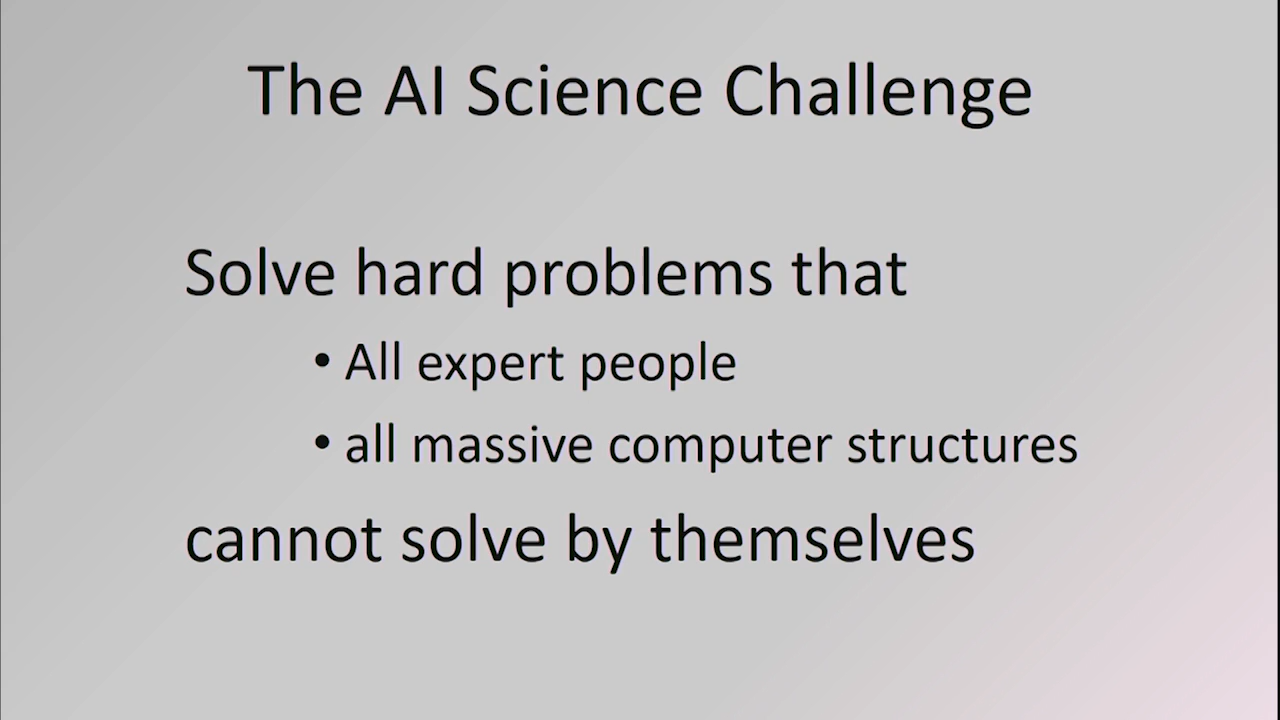 The AI Science Challenge
Solve hard problems that
• All expert people
• all massive computer structures
cannot solve by themselves